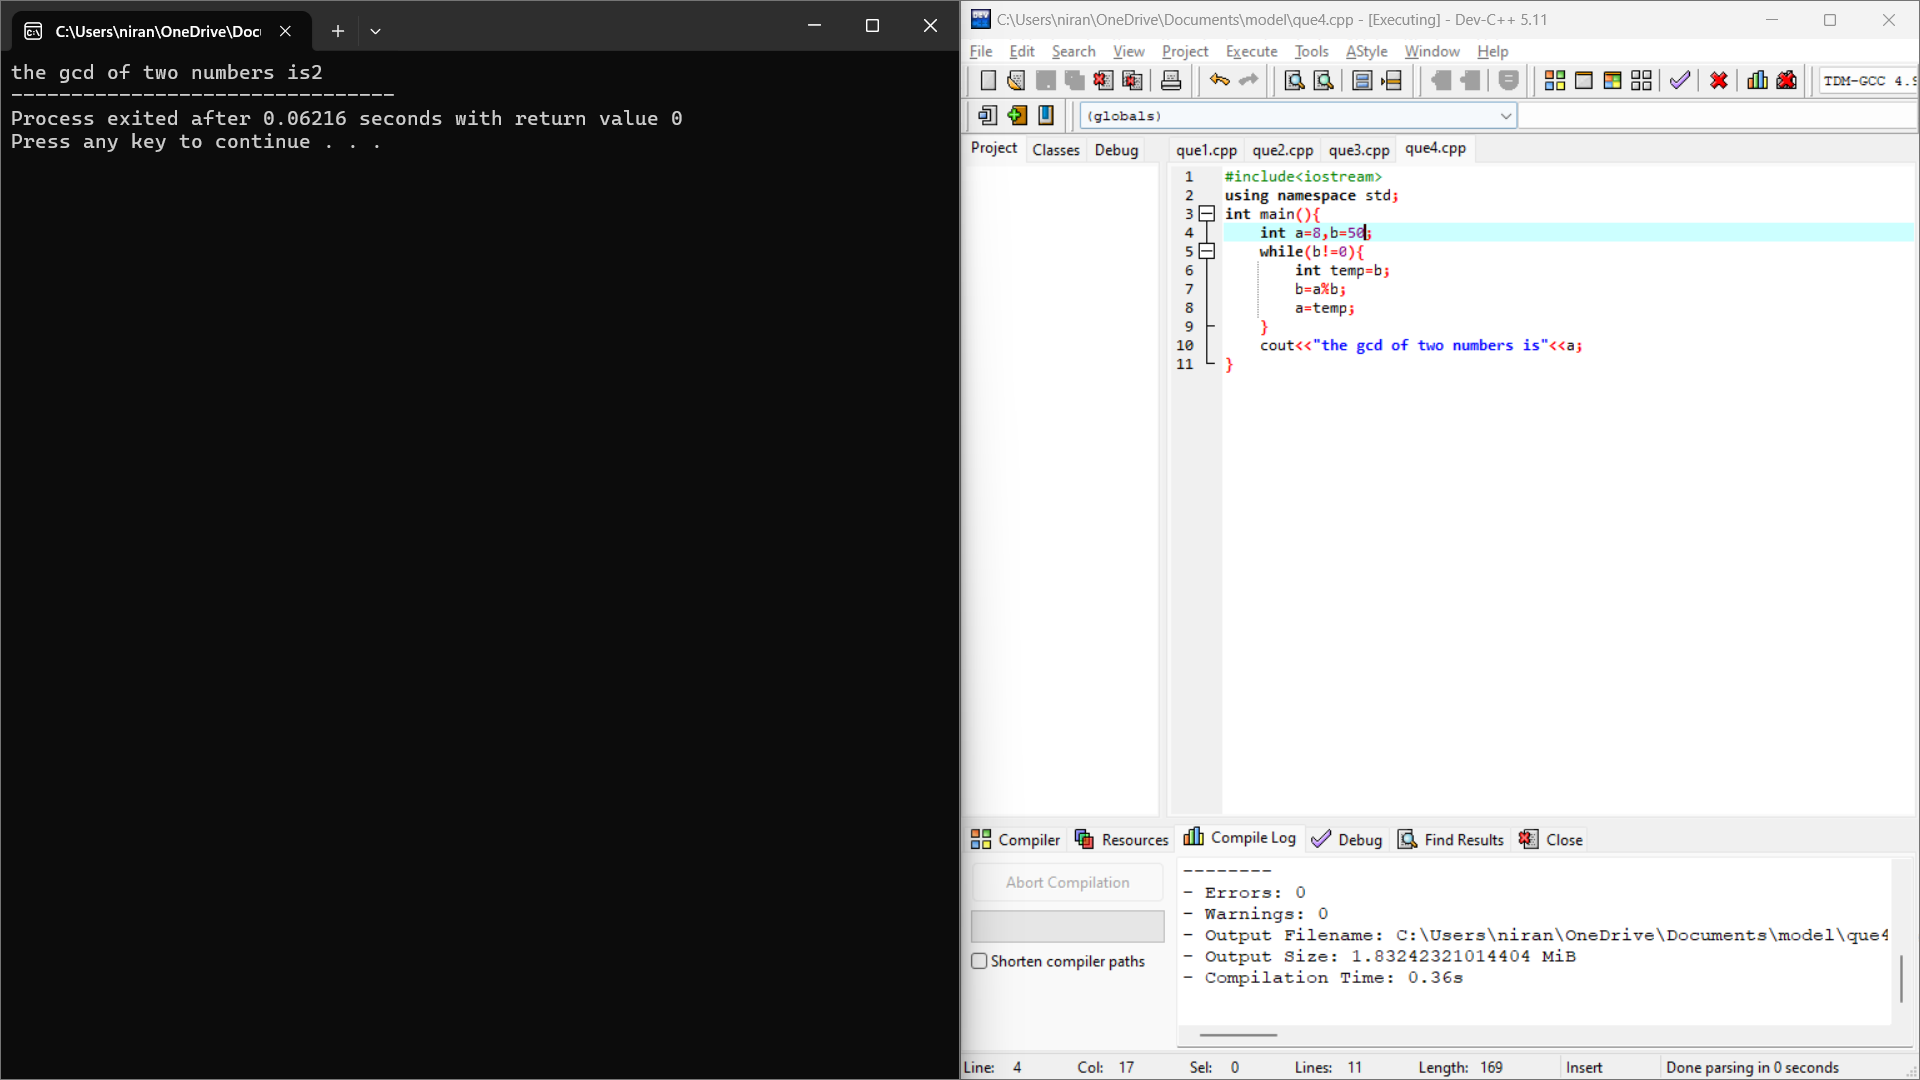 C:\Users\niran\OneDrive\Doc
the gcd of two numbers is2
--------------------------------
Process exited after 0.06216 seconds with return value 0
Press any key to continue . . .
C:\Users\niran\OneDrive\Documents\model\que4.cpp - [Executing] - Dev-C++ 5.11
File Edit Search View Project Execute Tools AStyle Window Help
TDM-GCC 4.9
(globals)
Project Classes Debug
que1.cpp que2.cpp que3.cpp que4.cpp
1 #include<iostream>
2 using namespace std;
3 int main(){
4 int a=8,b=50;
5 while(b!=0){
6 int temp=b;
7 b=a%b;
8 a=temp;
9 }
10 cout<<"the gcd of two numbers is"<<a;
11 }
Compiler Resources Compile Log Debug Find Results Close
Abort Compilation
Shorten compiler paths
--------
- Errors: 0
- Warnings: 0
- Output Filename: C:\Users\niran\OneDrive\Documents\model\que4
- Output Size: 1.83242321014404 MiB
- Compilation Time: 0.36s
Line: 4 Col: 17 Sel: 0 Lines: 11 Length: 169 Insert Done parsing in 0 seconds